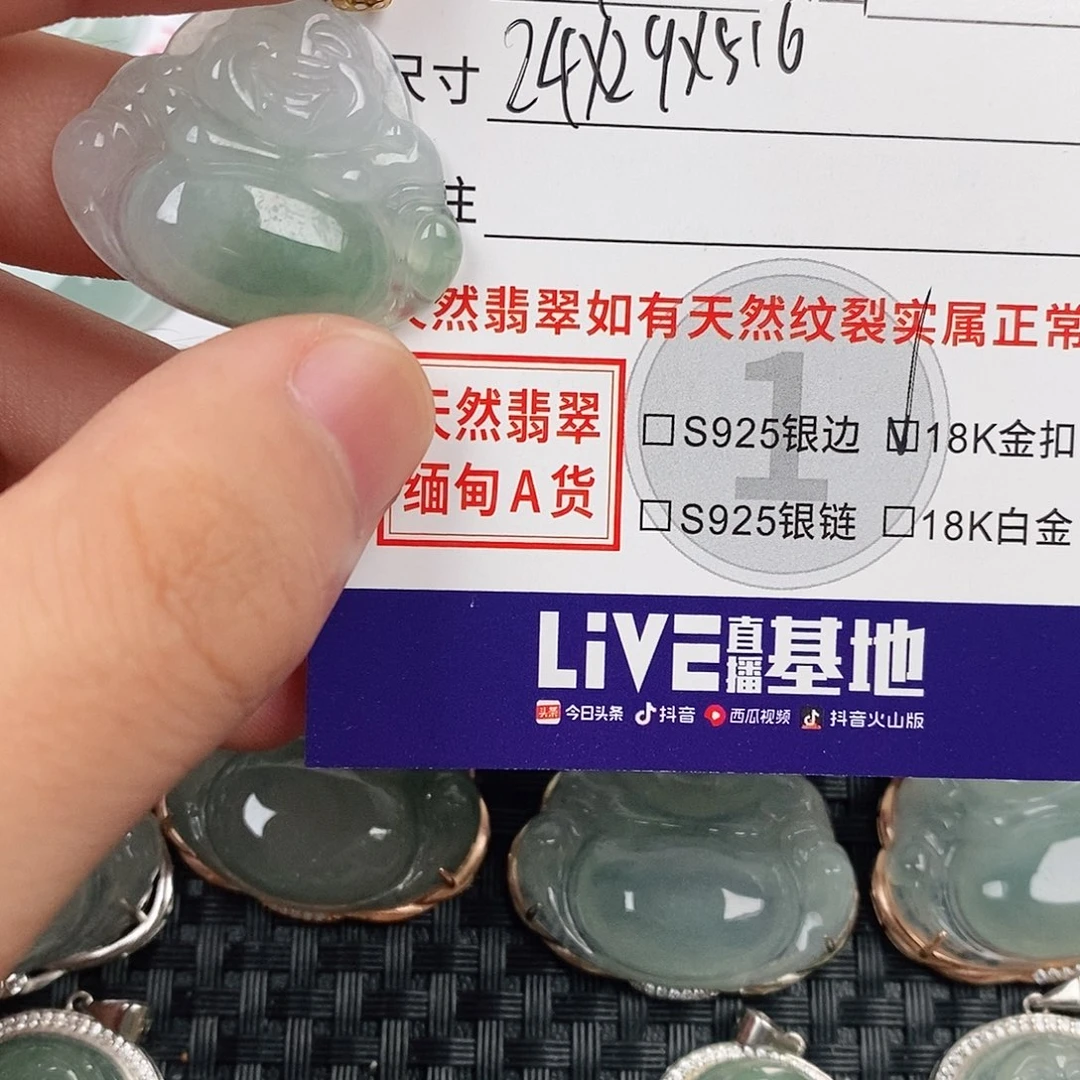 尺寸 24X29X5.6
注
天然翡翠如有天然纹裂实属正常
天然翡翠
缅甸A货
1
□S925银边 ☑18K金扣
□S925银链 □18K白金
LiVE直播基地
头条 今日头条 抖音 西瓜视频 抖音火山版